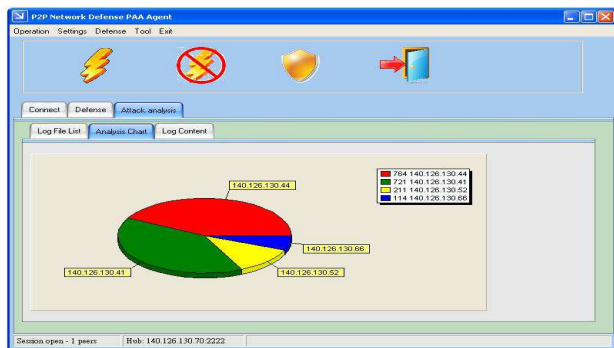 P2P Network Defense PAA Agent
Operation Settings Defense Tool Exit
Connect Defense Attack analysis
Log File List Analysis Chart Log Content
764 140.126.130.44
721 140.126.130.41
211 140.126.130.52
114 140.126.130.66
140.126.130.44
140.126.130.66
140.126.130.41
140.126.130.52
Session open - 1 peers Hub: 140.126.130.70:2222